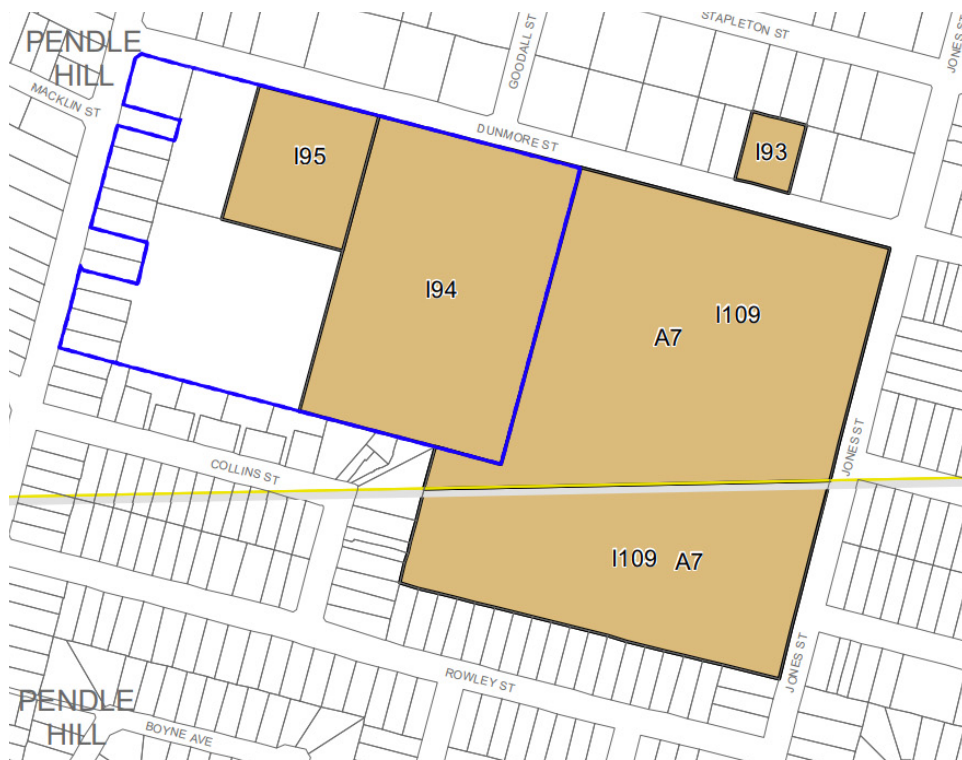 STAPLETON ST
JONES ST
PENDLE
HILL
GOODALL ST
MACKLIN ST
DUNMORE ST
I93
I95
I94
I109
A7
JONES ST
COLLINS ST
I109
A7
JONES ST
ROWLEY ST
PENDLE
HILL
BOYNE AVE